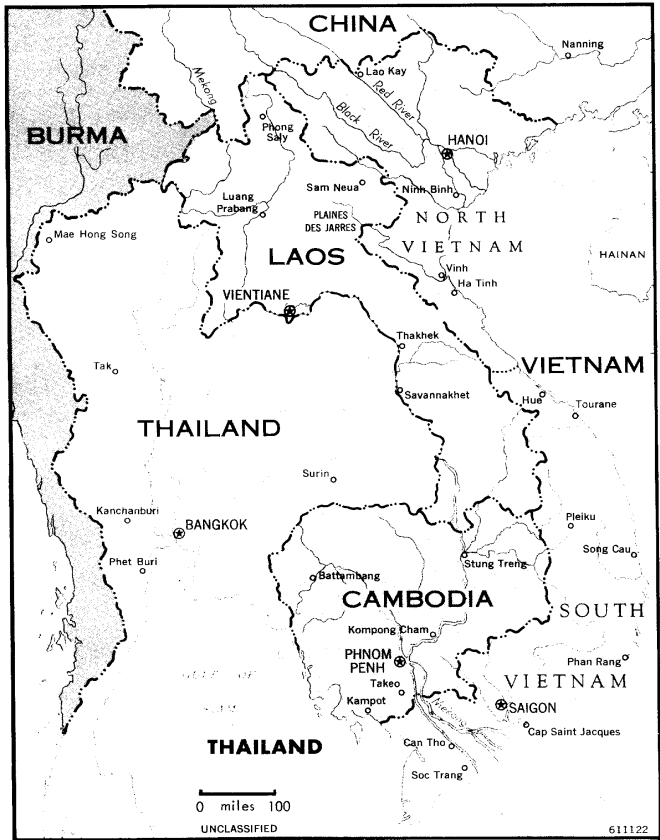 CHINA
Nanning
Lao Kay
Mekong
Red River
Black River
BURMA
Phong
Saly
HANOI
Sam Neua
Ninh Binh
Luang
Prabang
PLAINES
DES JARRES
NORTH
VIETNAM
Mae Hong Song
HAINAN
LAOS
Vinh
Ha Tinh
VIENTIANE
Thakhek
VIETNAM
Tak
Savannakhet
Hue
Tourane
THAILAND
Surin
Kanchanburi
BANGKOK
Pleiku
Phet Buri
Stung Treng
Song Cau
Battambang
CAMBODIA
SOUTH
Kompong Cham
PHNOM
PENH
Phan Rang
GULF OF
Takeo
VIETNAM
Kampot
Mekong
SAIGON
Cap Saint Jacques
THAILAND
Can Tho
Soc Trang
0 miles 100
UNCLASSIFIED
611122